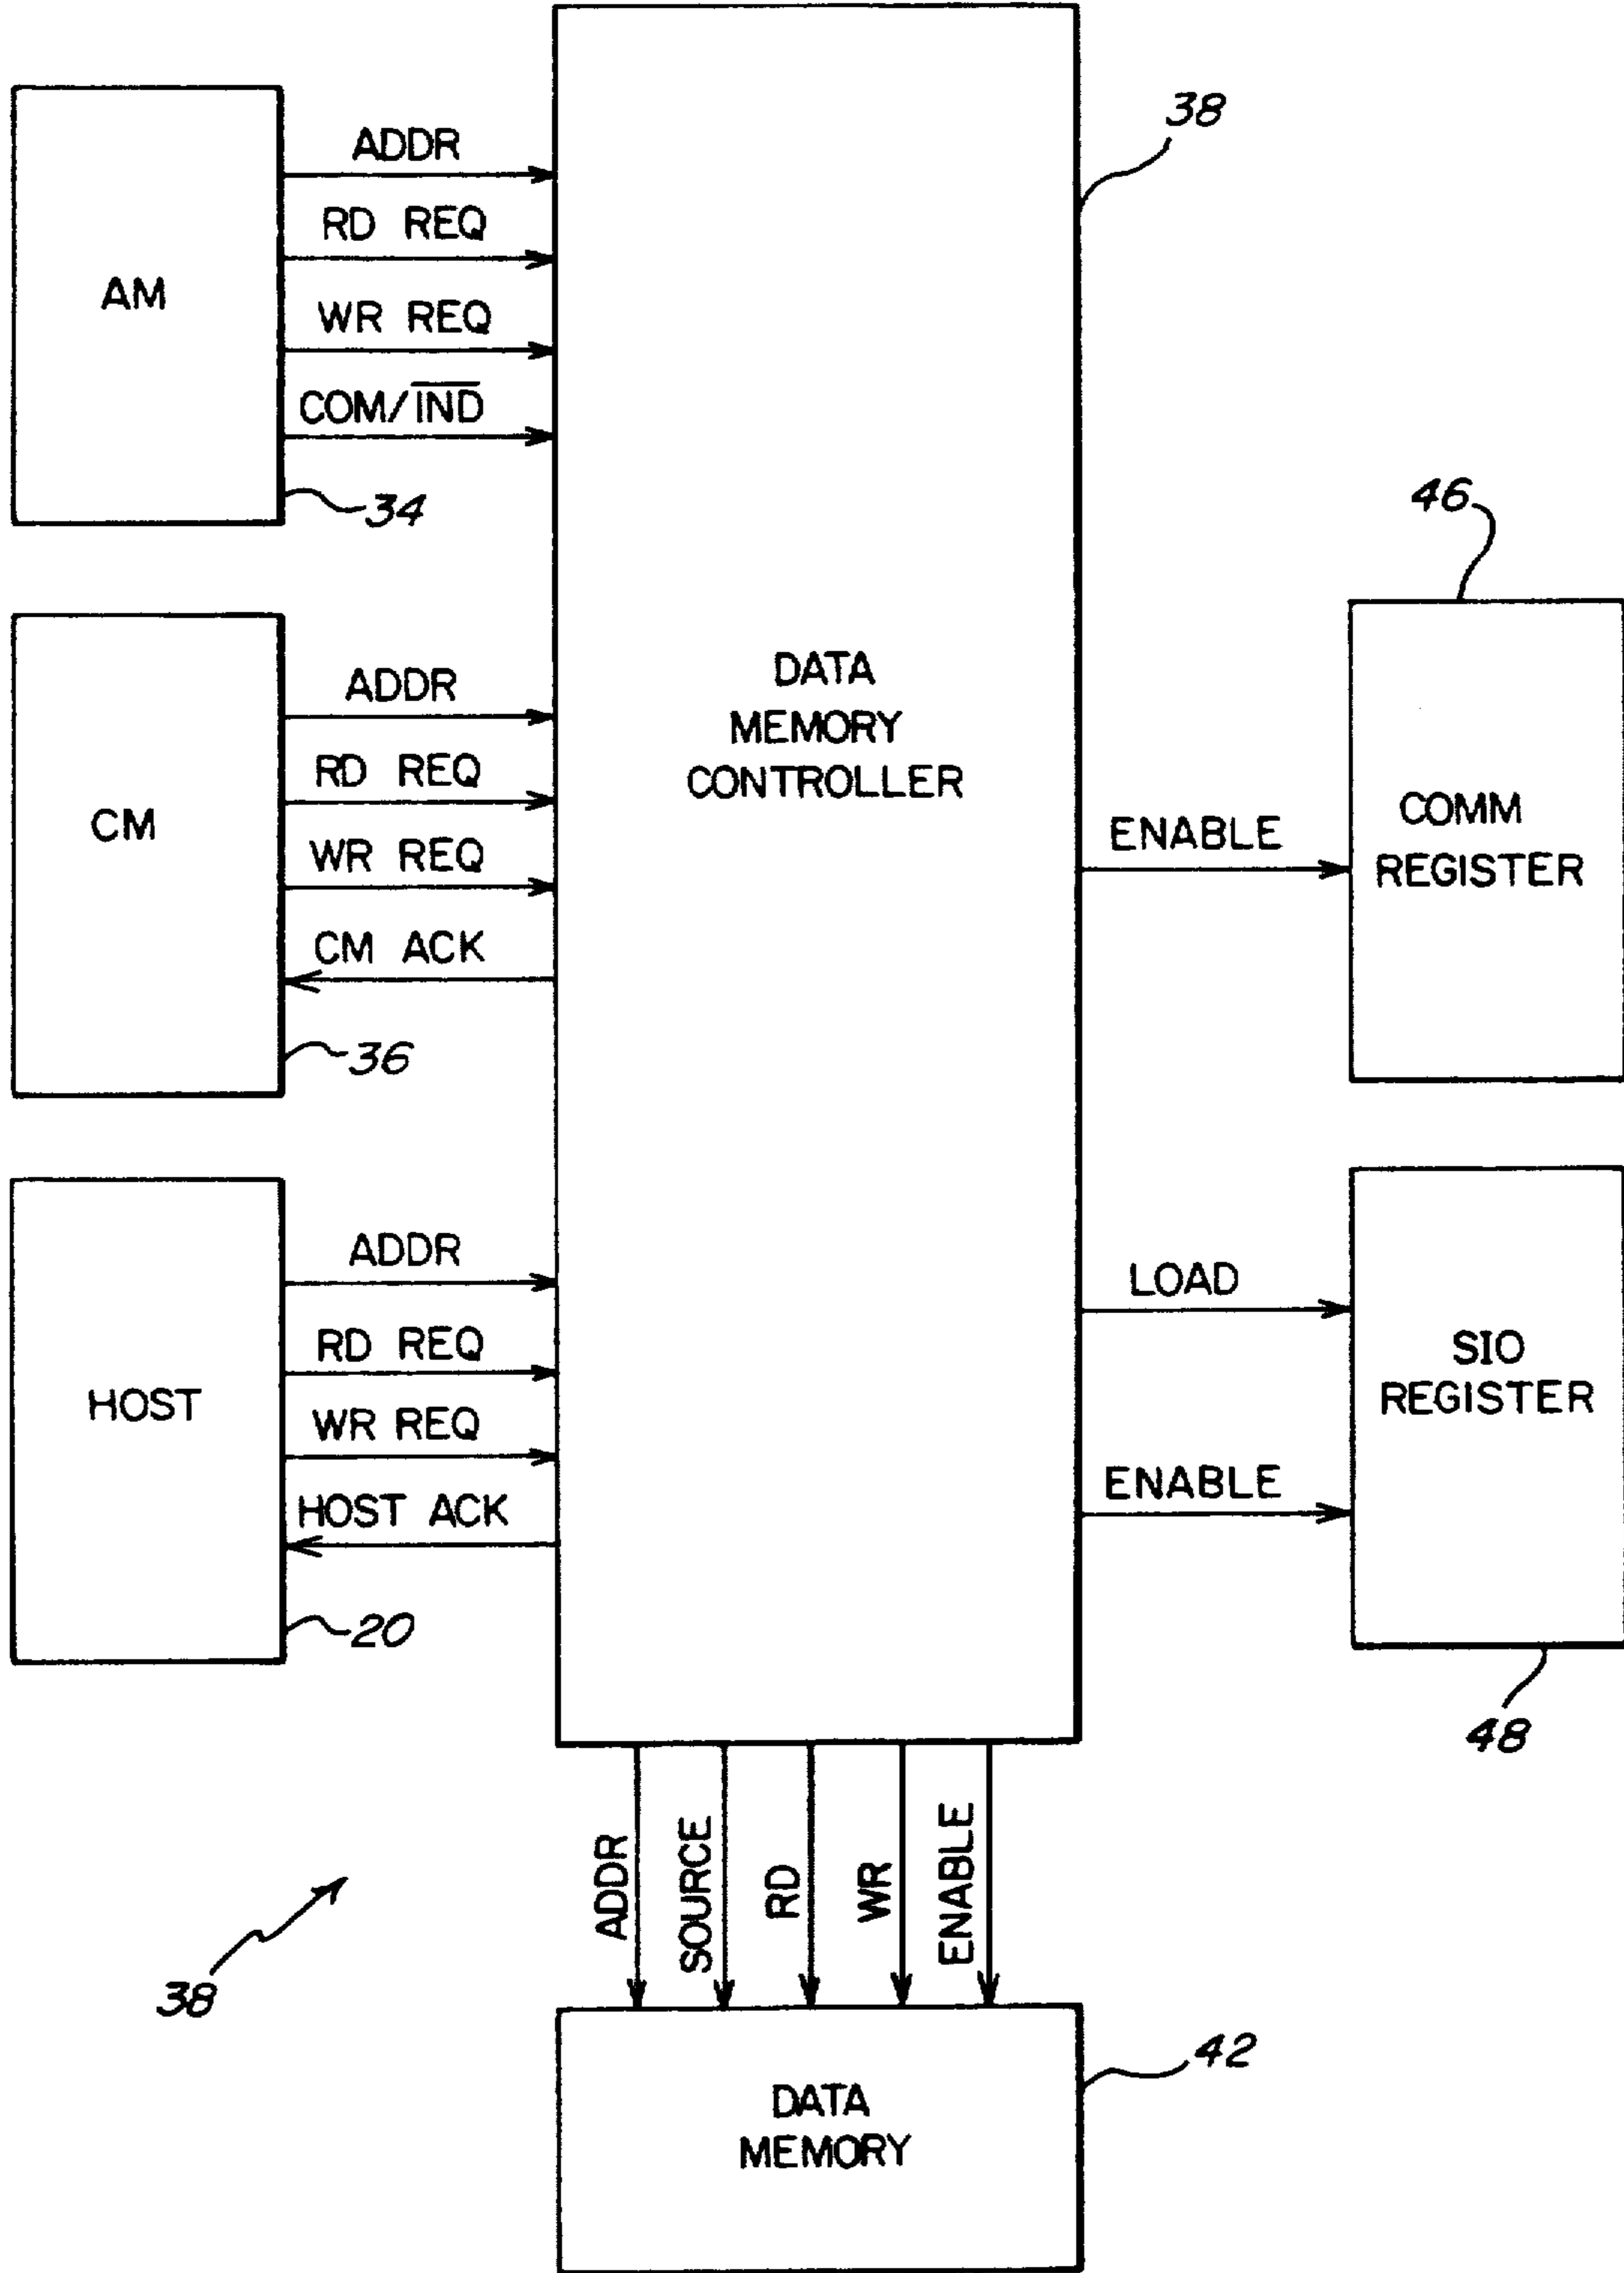 38
AM
ADDR
RD REQ
WR REQ
COM/I̅N̅D̅
34
CM
ADDR
RD REQ
WR REQ
CM ACK
36
HOST
ADDR
RD REQ
WR REQ
HOST ACK
20
DATA
MEMORY
CONTROLLER
46
ENABLE
COMM
REGISTER
LOAD
ENABLE
SIO
REGISTER
48
ADDR
SOURCE
RD
WR
ENABLE
38
42
DATA
MEMORY